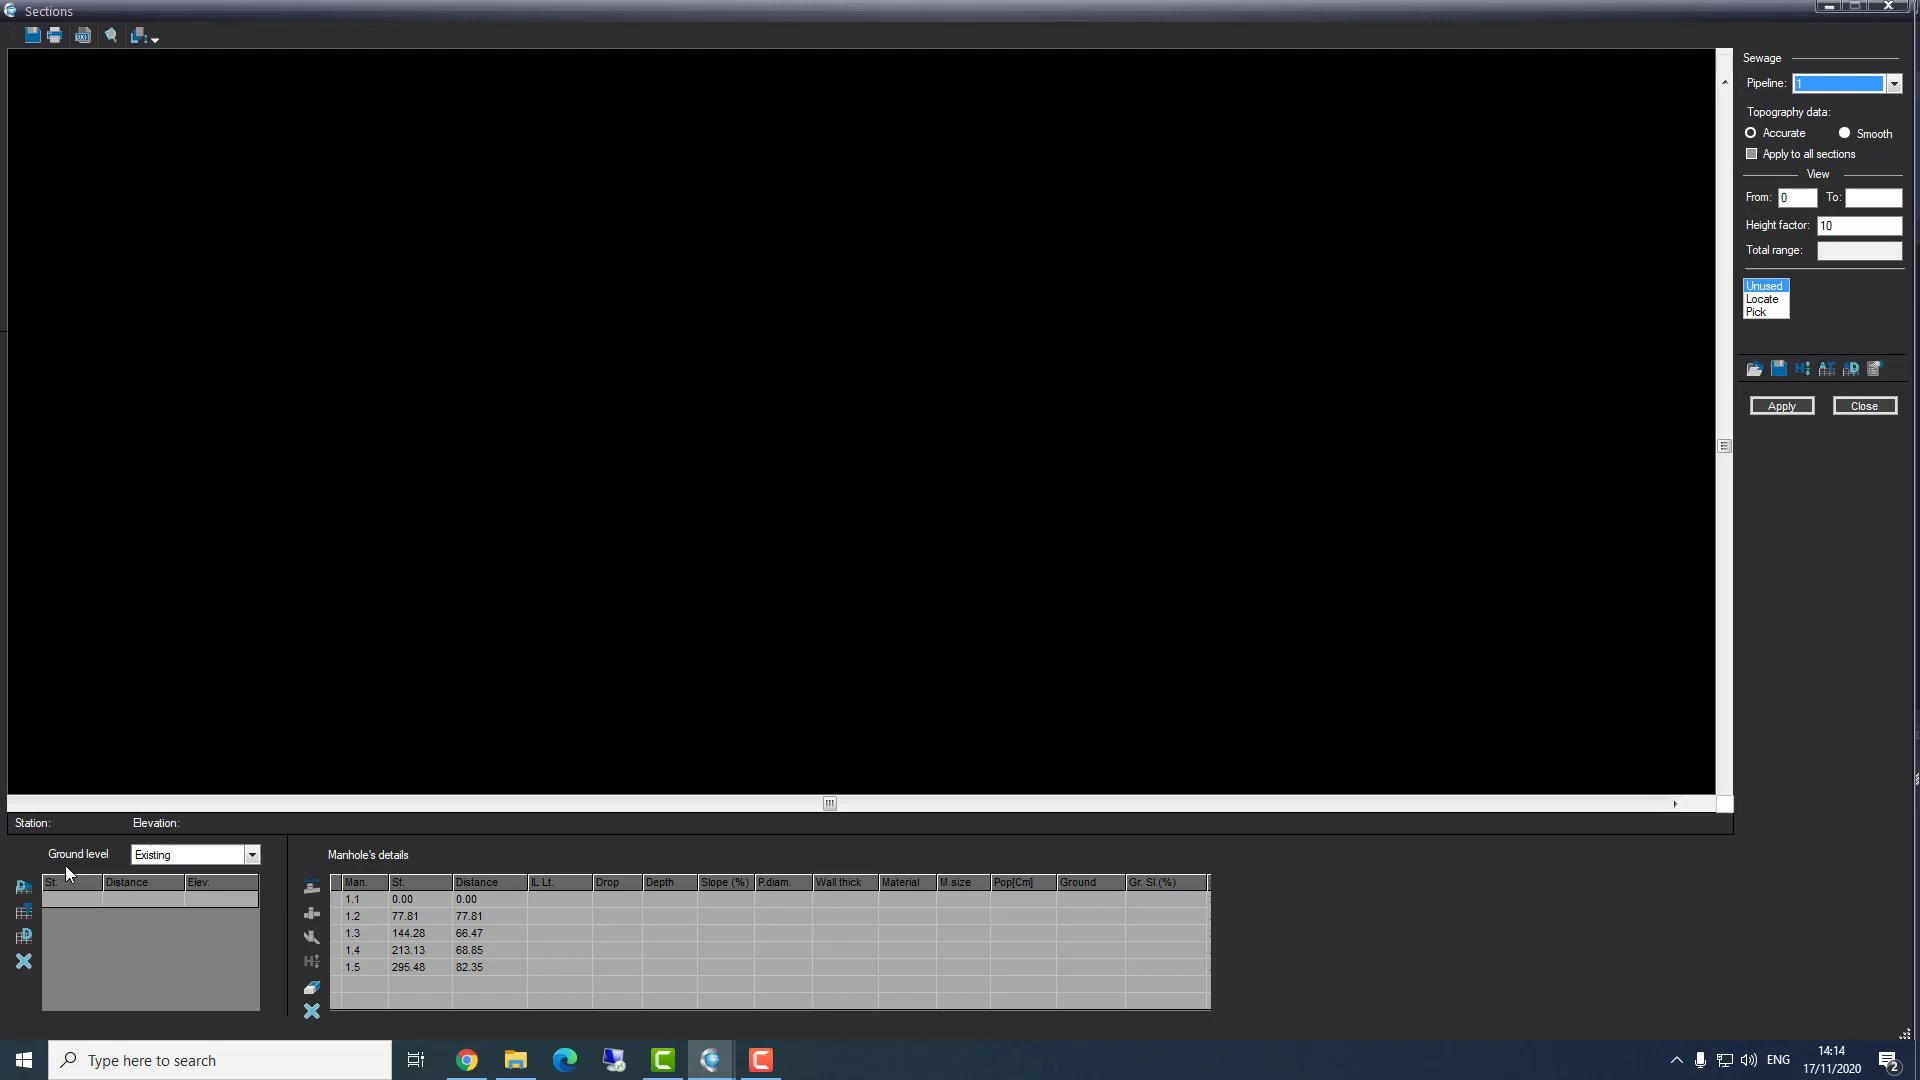 Sections
DXF
Sewage
Pipeline: 1
Topography data:
Accurate Smooth
Apply to all sections
View
From: 0 To:
Height factor: 10
Total range:
Unused
Locate
Pick
Apply Close
Station: Elevation:
Ground level Existing
St. Distance Elev.
Manhole's details
Man. St. Distance IL Lt. Drop Depth Slope (%) P.diam. Wall thick Material M.size Pop[Cm] Ground Gr. Sl.(%)
1.1 0.00 0.00
1.2 77.81 77.81
1.3 144.28 66.47
1.4 213.13 68.85
1.5 295.48 82.35
Type here to search
ENG
14:14
17/11/2020
2